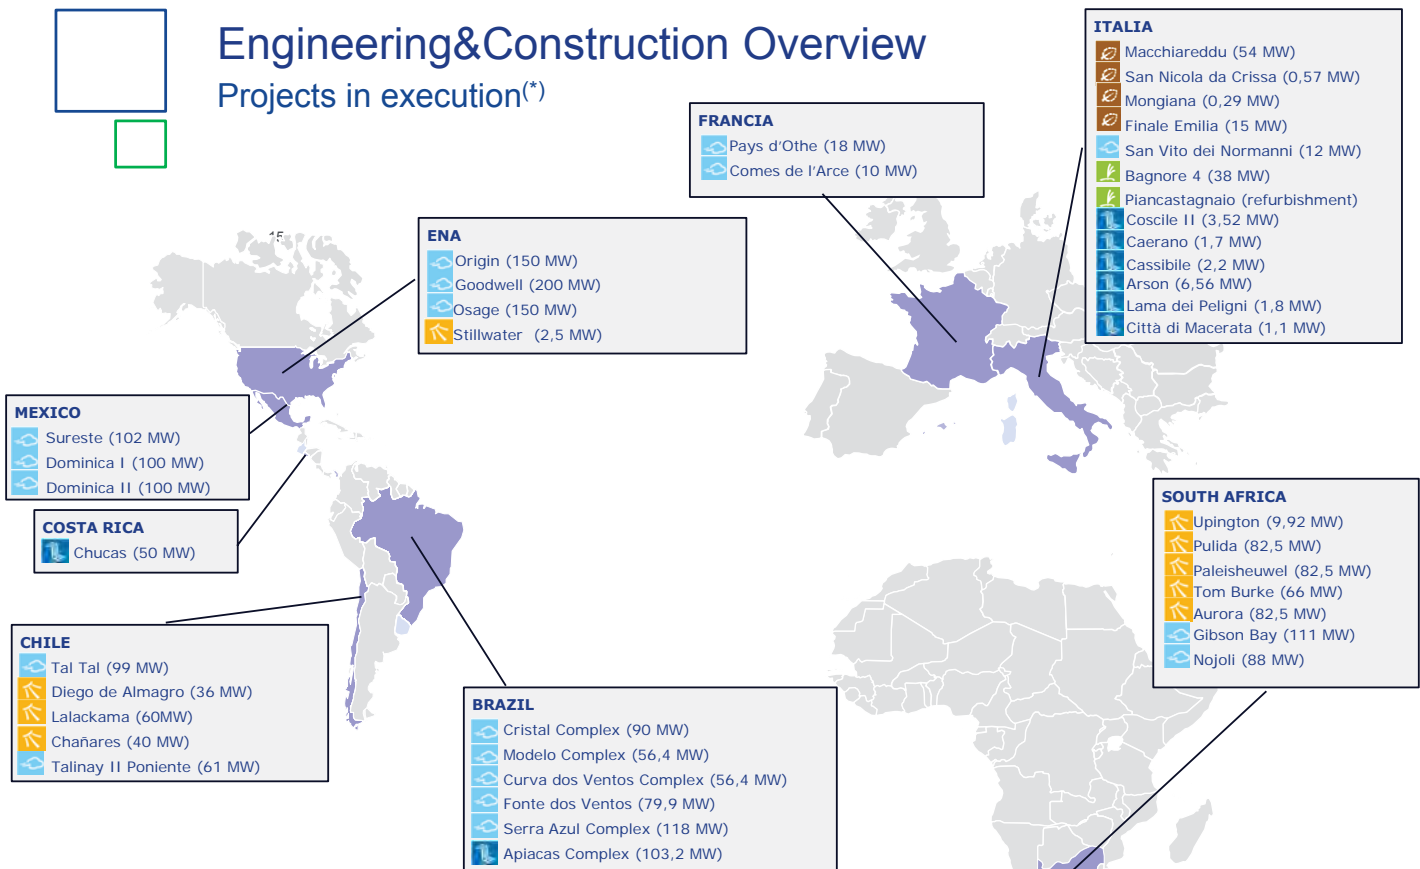 Engineering&Construction Overview
Projects in execution(*)
15
FRANCIA
Pays d'Othe (18 MW)
Comes de l'Arce (10 MW)
ITALIA
Macchiareddu (54 MW)
San Nicola da Crissa (0,57 MW)
Mongiana (0,29 MW)
Finale Emilia (15 MW)
San Vito dei Normanni (12 MW)
Bagnore 4 (38 MW)
Piancastagnaio (refurbishment)
Coscile II (3,52 MW)
Caerano (1,7 MW)
Cassibile (2,2 MW)
Arson (6,56 MW)
Lama dei Peligni (1,8 MW)
Città di Macerata (1,1 MW)
ENA
Origin (150 MW)
Goodwell (200 MW)
Osage (150 MW)
Stillwater (2,5 MW)
MEXICO
Sureste (102 MW)
Dominica I (100 MW)
Dominica II (100 MW)
COSTA RICA
Chucas (50 MW)
CHILE
Tal Tal (99 MW)
Diego de Almagro (36 MW)
Lalackama (60MW)
Chañares (40 MW)
Talinay II Poniente (61 MW)
BRAZIL
Cristal Complex (90 MW)
Modelo Complex (56,4 MW)
Curva dos Ventos Complex (56,4 MW)
Fonte dos Ventos (79,9 MW)
Serra Azul Complex (118 MW)
Apiacas Complex (103,2 MW)
SOUTH AFRICA
Upington (9,92 MW)
Pulida (82,5 MW)
Paleisheuwel (82,5 MW)
Tom Burke (66 MW)
Aurora (82,5 MW)
Gibson Bay (111 MW)
Nojoli (88 MW)